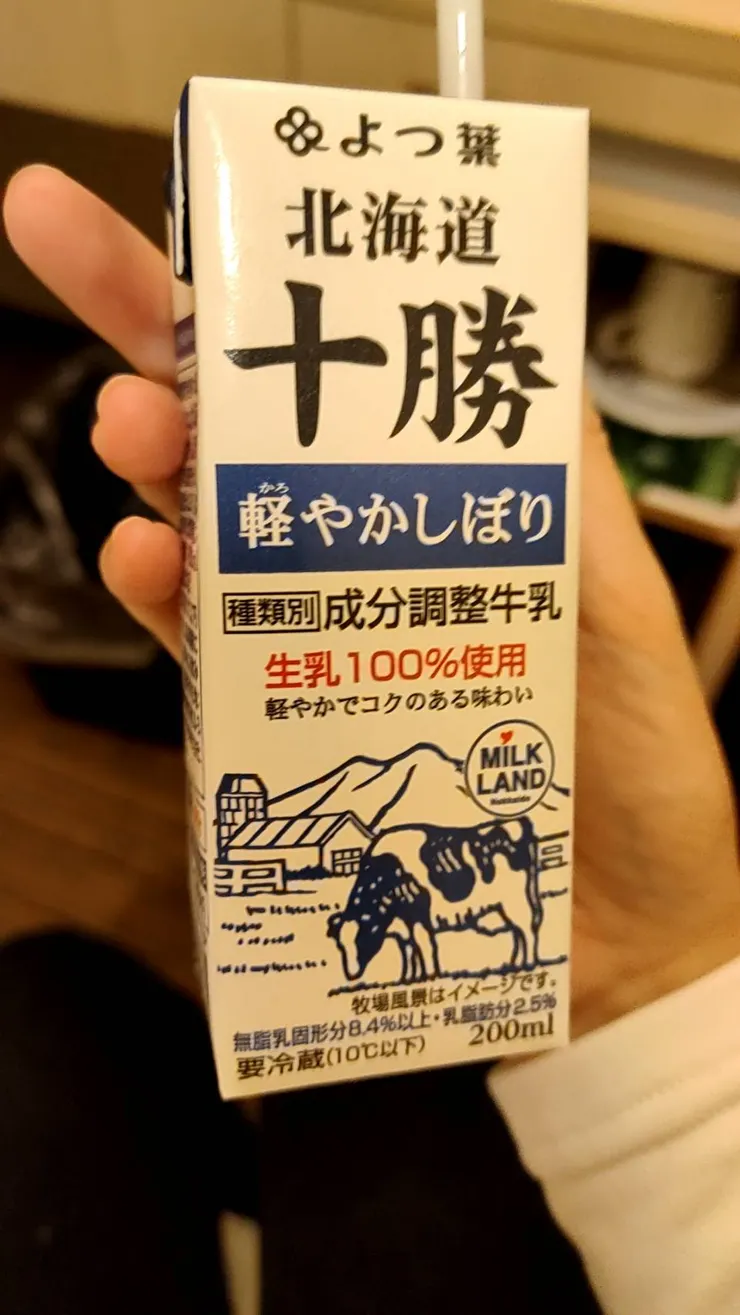 よつ葉
北海道
十勝
かろ
軽やかしぼり
種類別 成分調整牛乳
生乳100%使用
軽やかでコクのある味わい
MILK
LAND
Hokkaido
牧場風景はイメージです。
無脂乳固形分8.4%以上・乳脂肪分2.5%
200ml
要冷蔵(10℃以下)